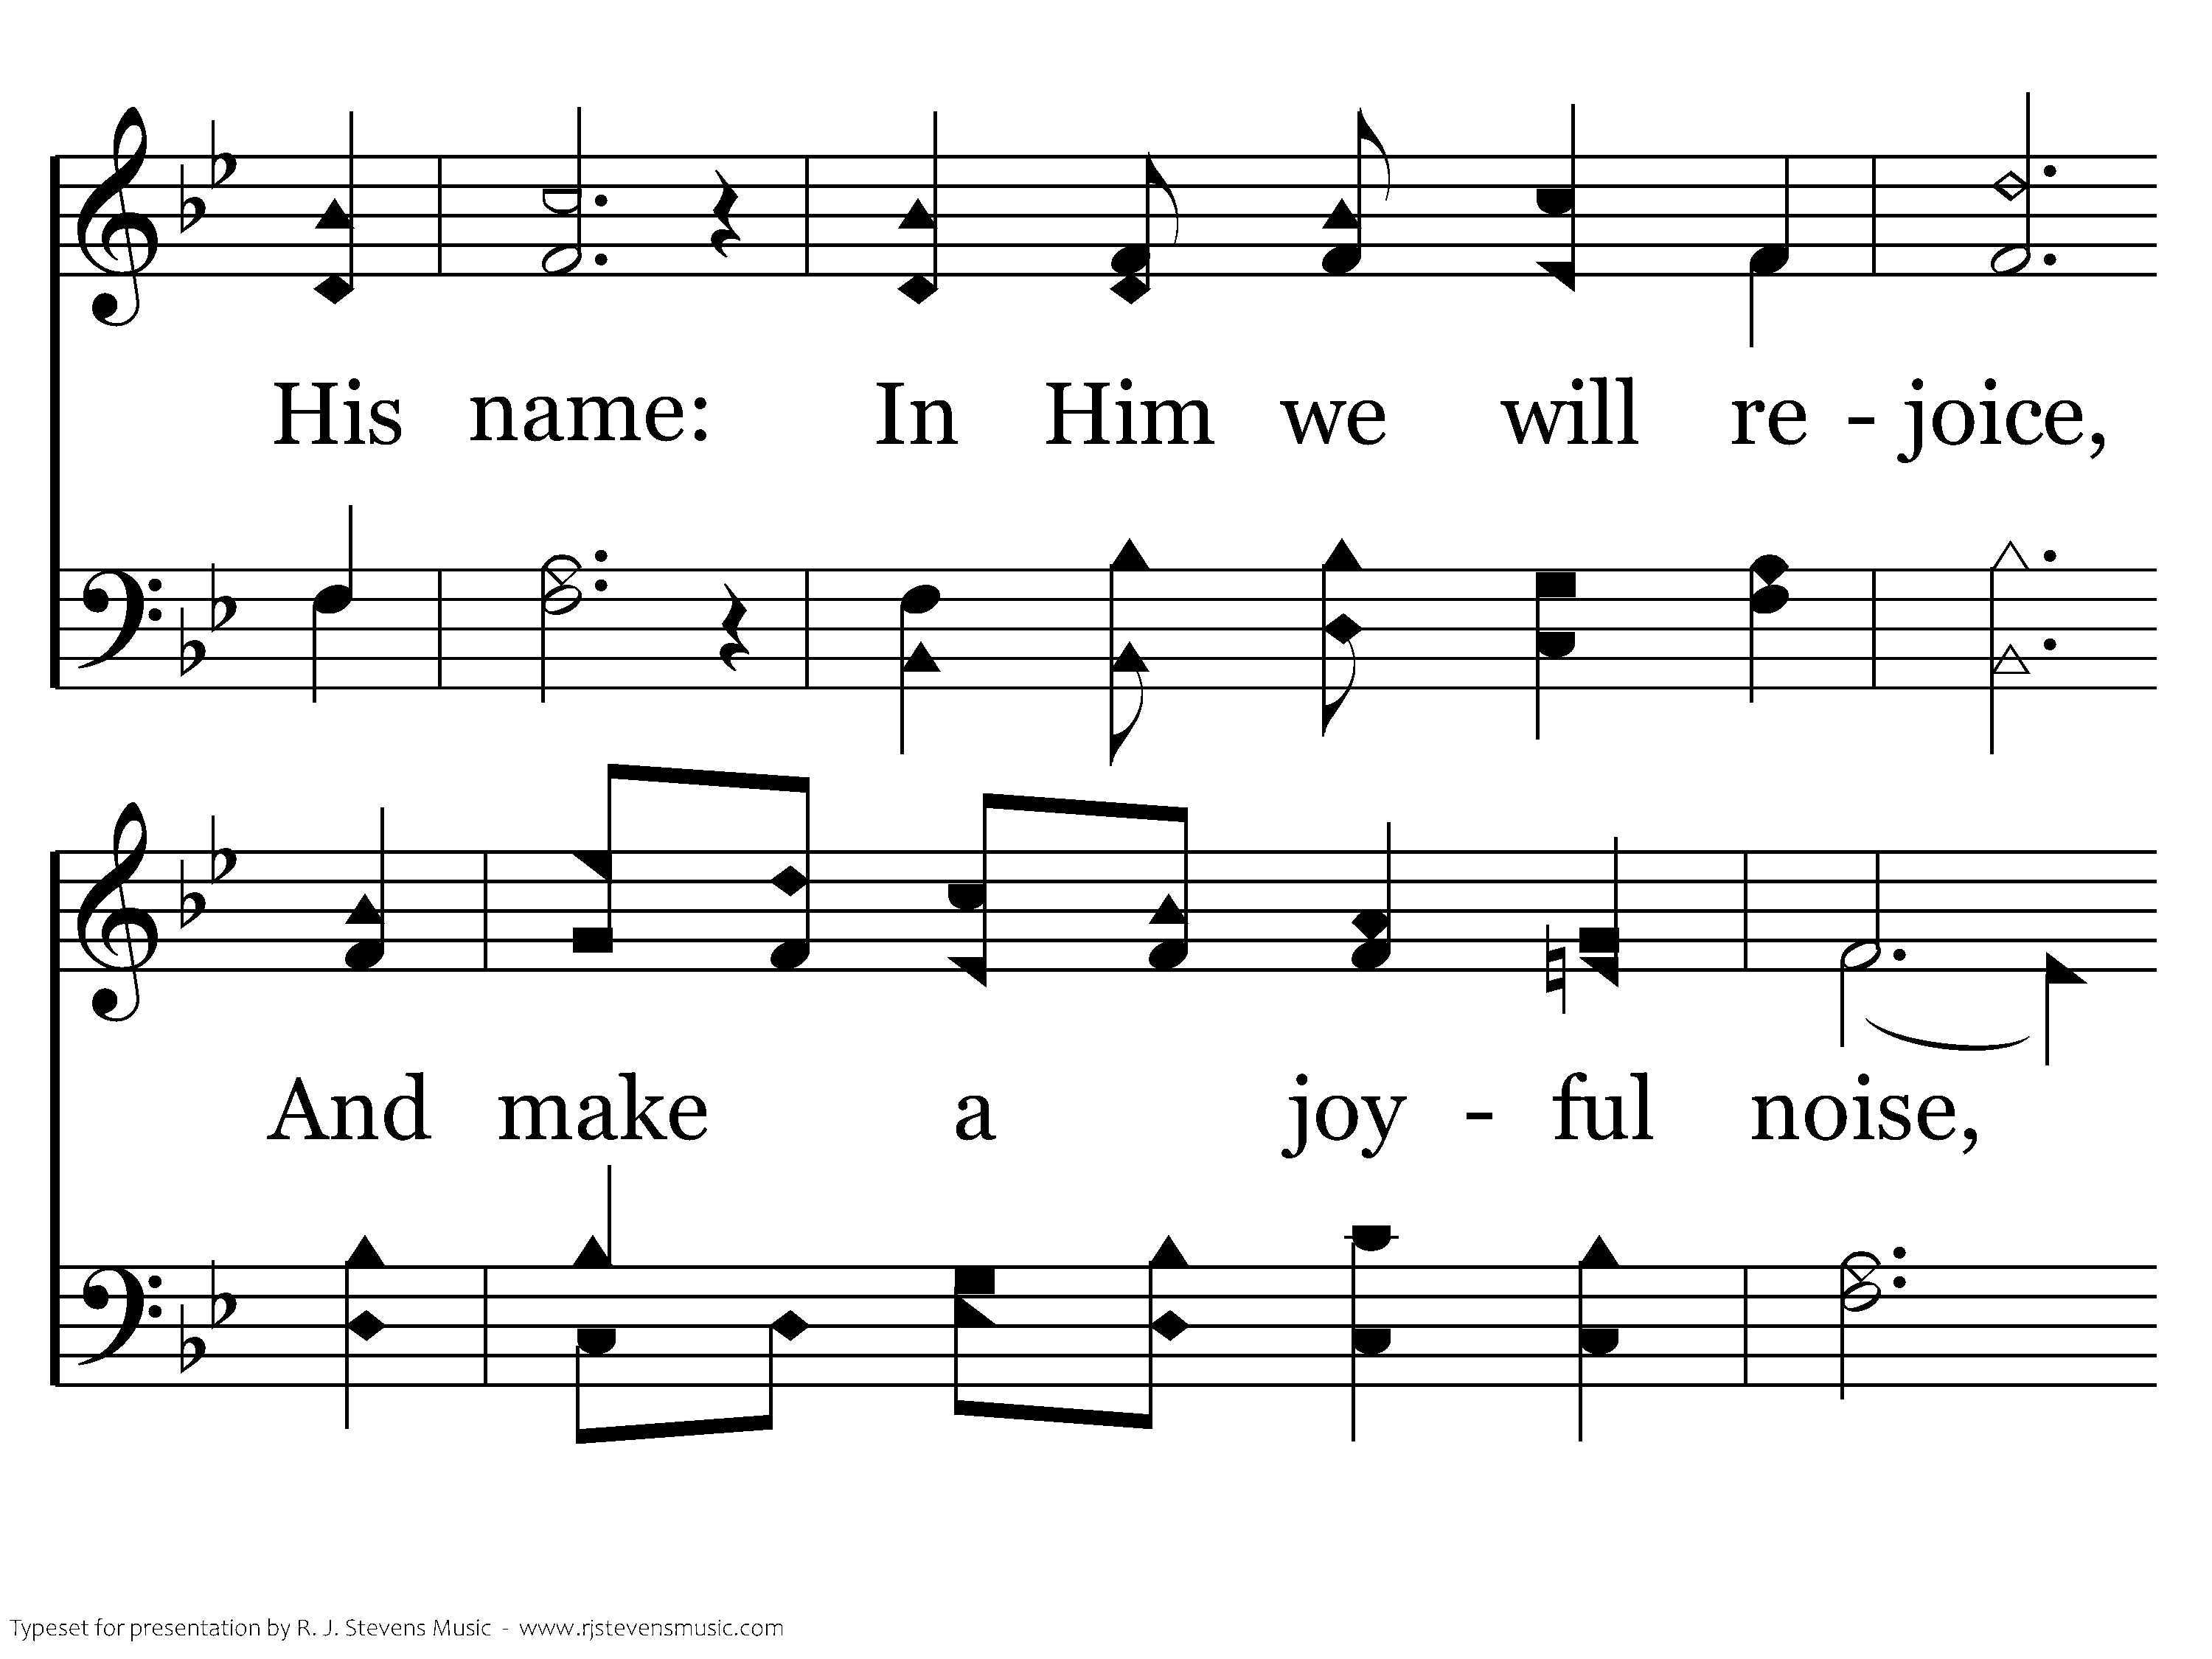 His name: In Him we will re - joice,
And make a joy - ful noise,
Typeset for presentation by R. J. Stevens Music - www.rjstevensmusic.com